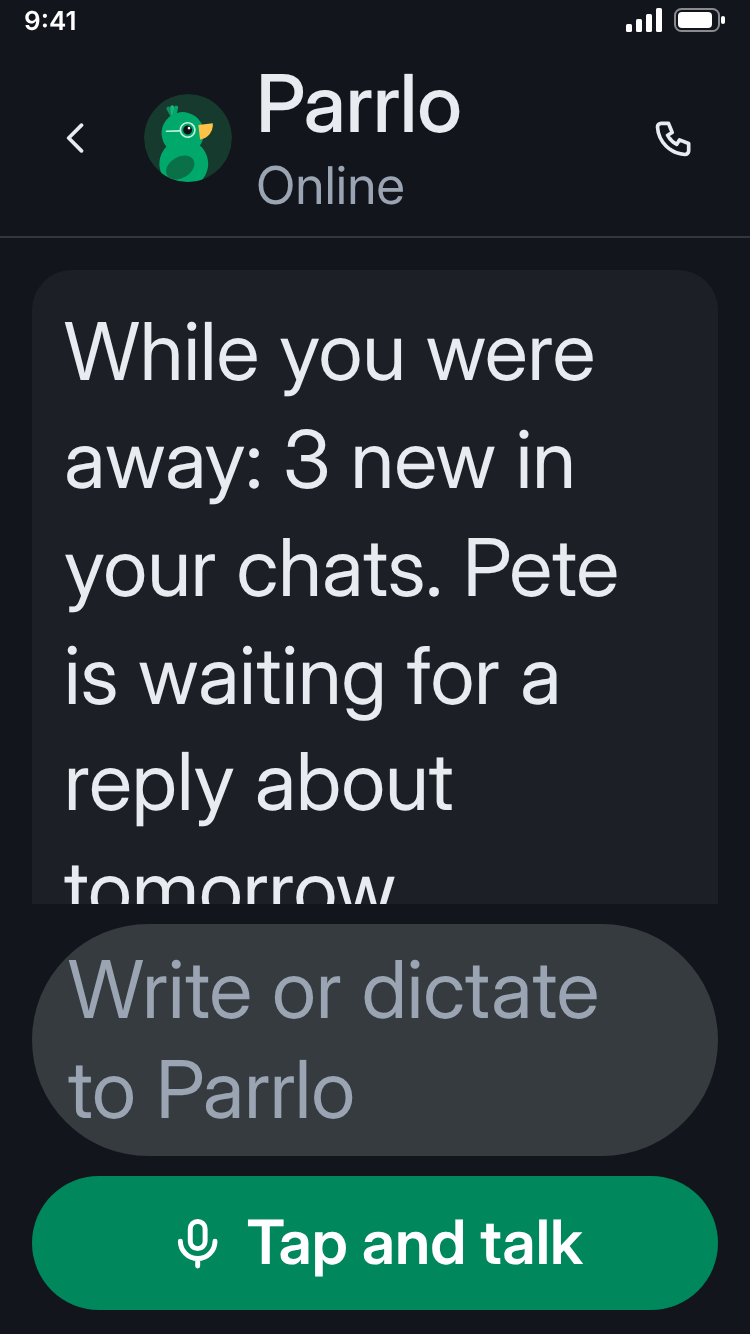 9:41
Parrlo
Online
While you were
away: 3 new in
your chats. Pete
is waiting for a
reply about
tomorrow
Write or dictate
to Parrlo
Tap and talk